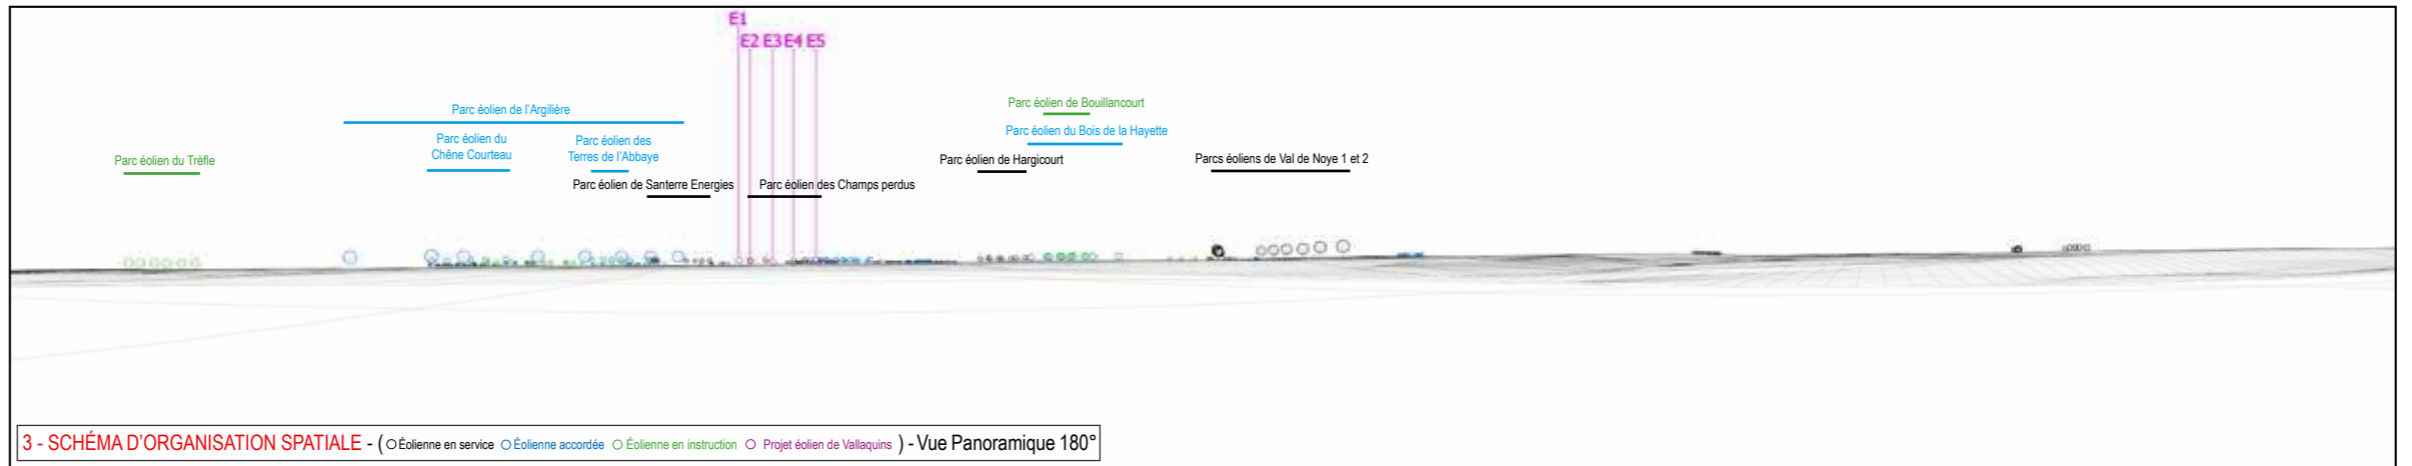 E1
E2 E3 E4 E5
Parc éolien de l'Argilière
Parc éolien de Bouillancourt
Parc éolien du
Chêne Courteau
Parc éolien des
Terres de l'Abbaye
Parc éolien du Bois de la Hayette
Parc éolien du Trèfle
Parc éolien de Hargicourt
Parcs éoliens de Val de Noye 1 et 2
Parc éolien de Santerre Energies
Parc éolien des Champs perdus
3 - SCHÉMA D'ORGANISATION SPATIALE - ( Éolienne en service Éolienne accordée Éolienne en instruction Projet éolien de Vallaquins ) - Vue Panoramique 180°